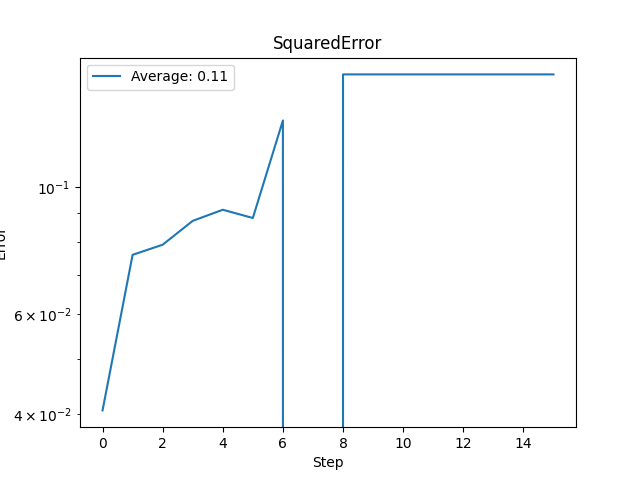 SquaredError
Average: 0.11
10⁻¹
6 × 10⁻²
4 × 10⁻²
Error
0 2 4 6 8 10 12 14
Step